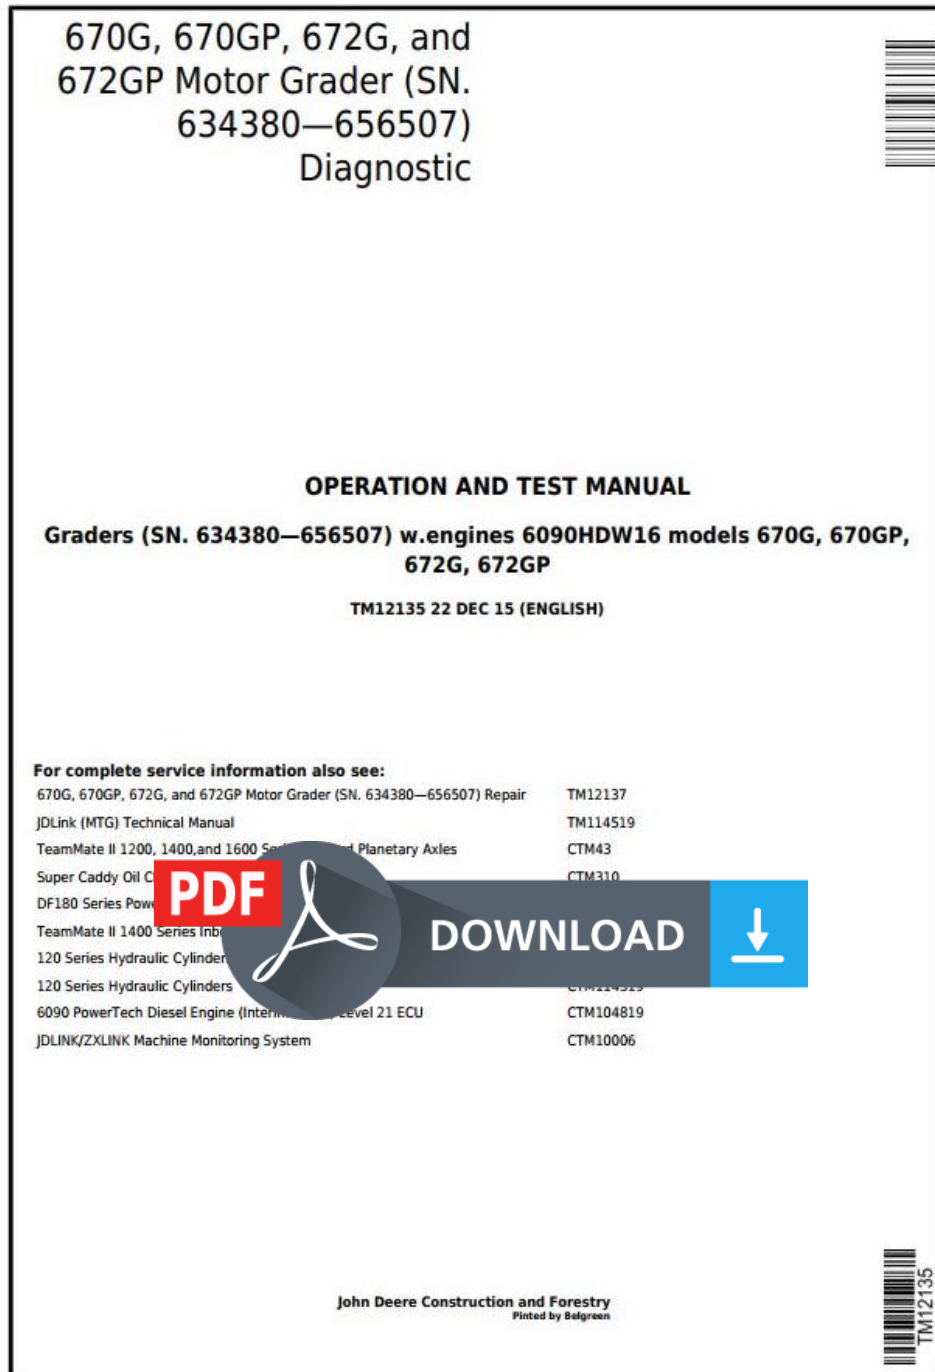 670G, 670GP, 672G, and
672GP Motor Grader (SN.
634380—656507)
Diagnostic
OPERATION AND TEST MANUAL
Graders (SN. 634380—656507) w.engines 6090HDW16 models 670G, 670GP,
672G, 672GP
TM12135 22 DEC 15 (ENGLISH)
For complete service information also see:
670G, 670GP, 672G, and 672GP Motor Grader (SN. 634380—656507) Repair TM12137
JDLink (MTG) Technical Manual TM114519
TeamMate II 1200, 1400,and 1600 Planetary Axles CTM43
Super Caddy Oil CTM310
DF180 Series
TeamMate II 1400 Series
120 Series Hydraulic
120 Series Hydraulic Cylinders CTM114319
6090 PowerTech Diesel Engine Level 21 ECU CTM104819
JDLINK/ZXLINK Machine Monitoring System CTM10006
PDF
DOWNLOAD
John Deere Construction and Forestry
Pinted by Belgreen
TM12135